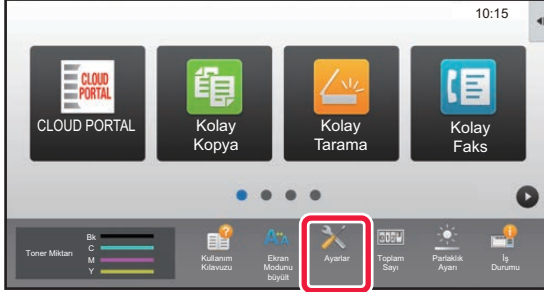 10:15
CLOUD
PORTAL
CLOUD PORTAL
Kolay
Kopya
Kolay
Tarama
Kolay
Faks
Toner Miktarı
Bk
C
M
Y
Kullanım
Kılavuzu
Ekran
Modunu
büyült
Ayarlar
Toplam
Sayı
Parlaklık
Ayarı
İş
Durumu